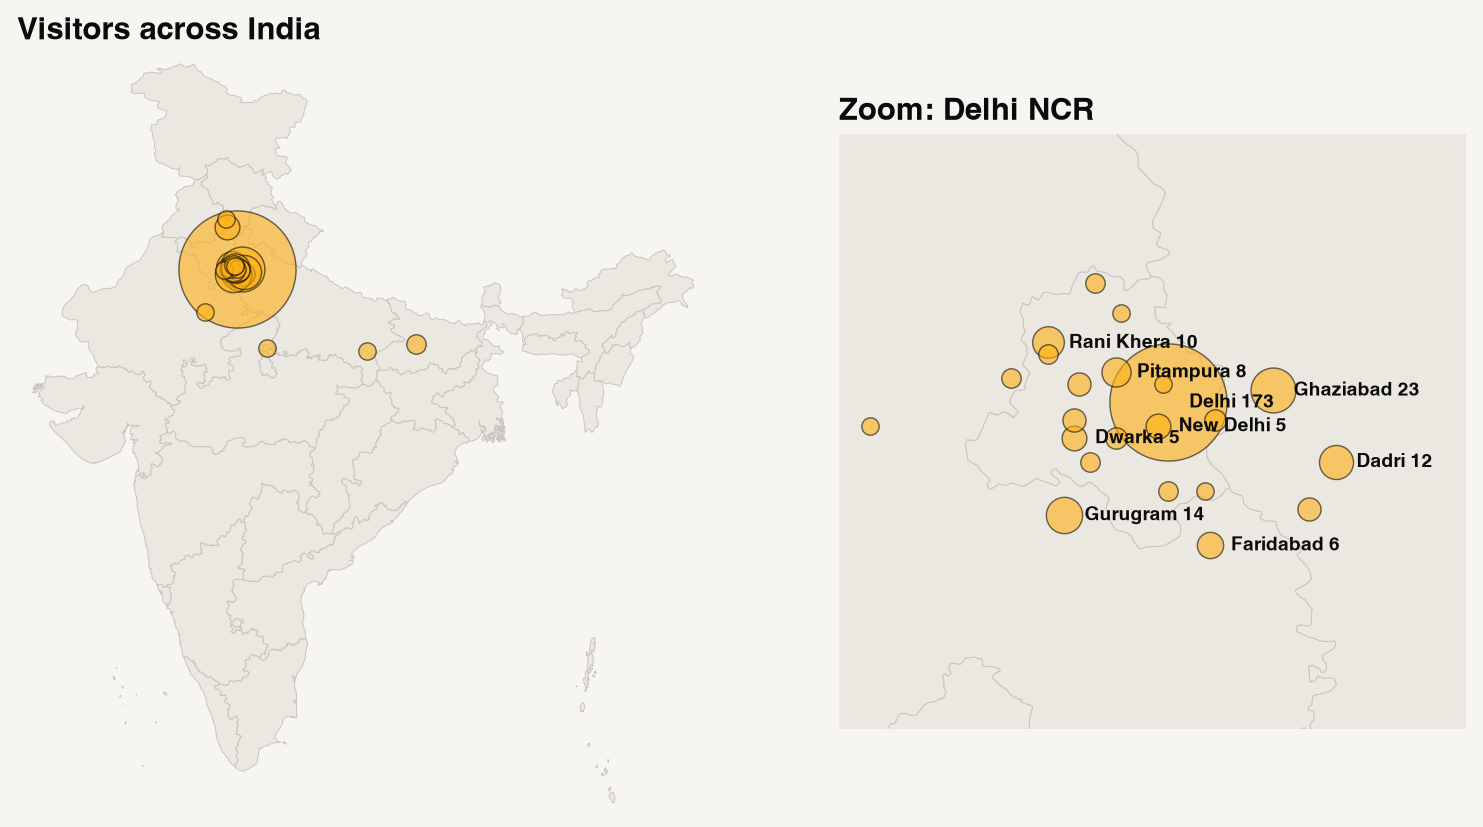 Visitors across India
Zoom: Delhi NCR
Rani Khera 10
Pitampura 8
Ghaziabad 23
Delhi 173
New Delhi 5
Dwarka 5
Dadri 12
Gurugram 14
Faridabad 6